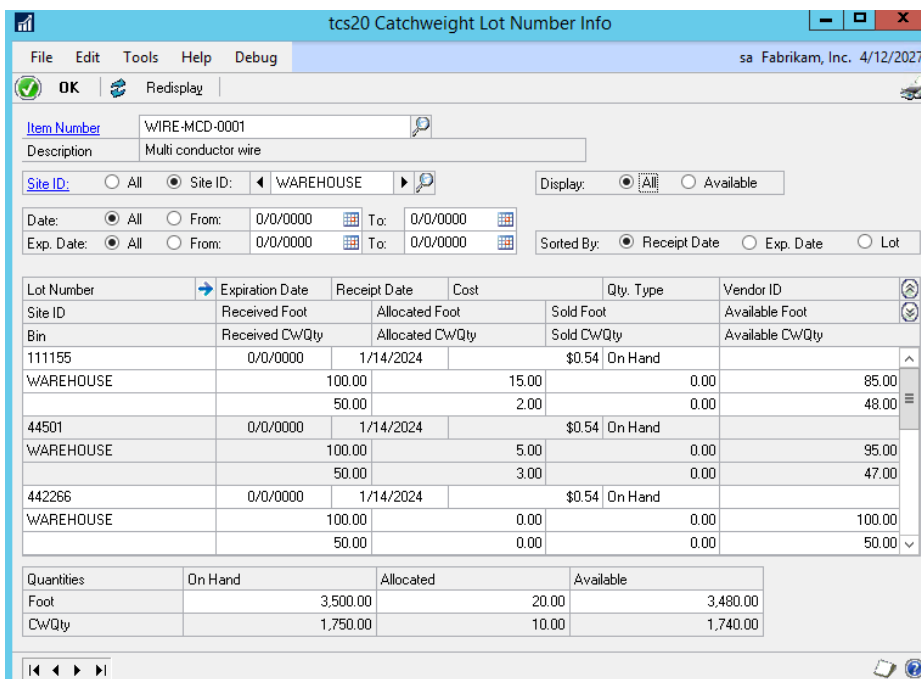 tcs20 Catchweight Lot Number Info
File Edit Tools Help Debug sa Fabrikam, Inc. 4/12/2027
OK Redisplay
Item Number WIRE-MCD-0001
Description Multi conductor wire
Site ID: All Site ID: WAREHOUSE Display: All Available
Date: All From: 0/0/0000 To: 0/0/0000
Exp. Date: All From: 0/0/0000 To: 0/0/0000 Sorted By: Receipt Date Exp. Date Lot
Lot Number Expiration Date Receipt Date Cost Qty. Type Vendor ID
Site ID Received Foot Allocated Foot Sold Foot Available Foot
Bin Received CWQty Allocated CWQty Sold CWQty Available CWQty
111155 0/0/0000 1/14/2024 $0.54 On Hand
WAREHOUSE 100.00 15.00 0.00 85.00
50.00 2.00 0.00 48.00
44501 0/0/0000 1/14/2024 $0.54 On Hand
WAREHOUSE 100.00 5.00 0.00 95.00
50.00 3.00 0.00 47.00
442266 0/0/0000 1/14/2024 $0.54 On Hand
WAREHOUSE 100.00 0.00 0.00 100.00
50.00 0.00 0.00 50.00
Quantities On Hand Allocated Available
Foot 3,500.00 20.00 3,480.00
CWQty 1,750.00 10.00 1,740.00